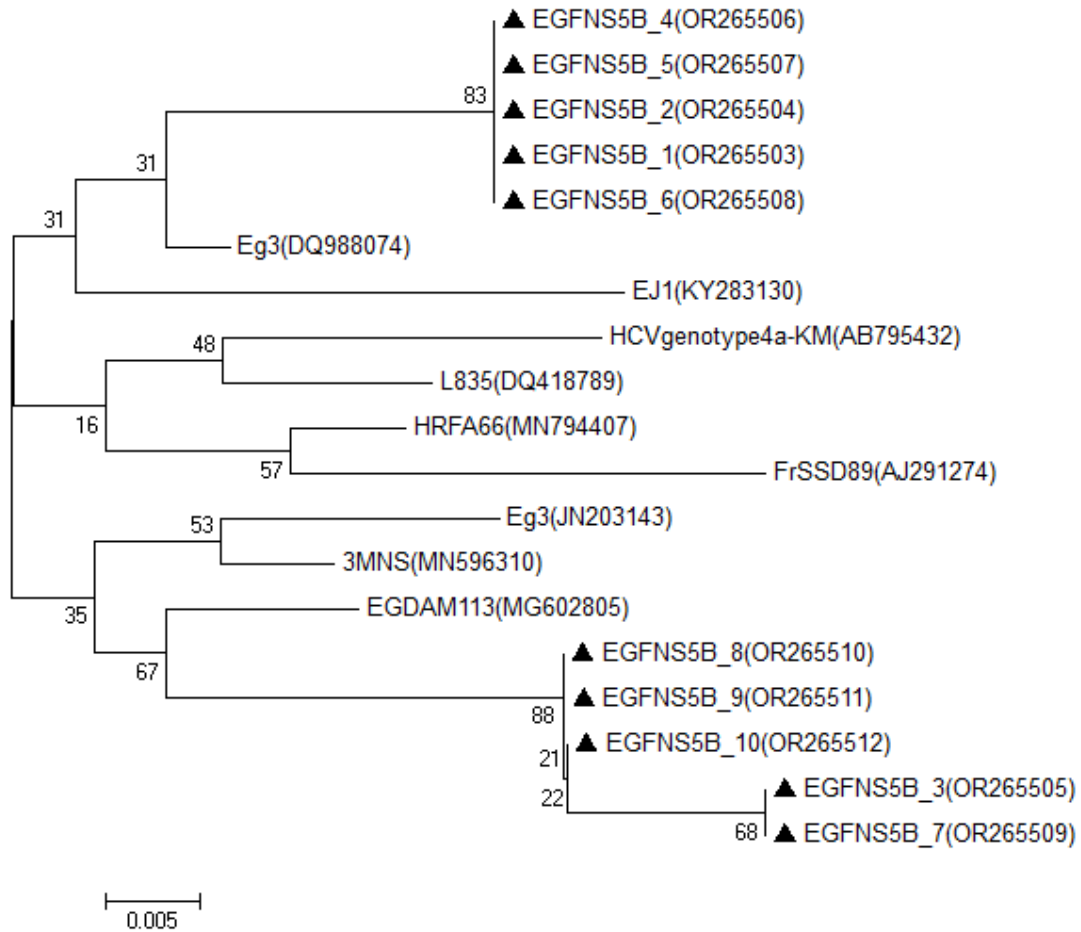 ▲ EGFNS5B_4(OR265506)
▲ EGFNS5B_5(OR265507)
83
▲ EGFNS5B_2(OR265504)
▲ EGFNS5B_1(OR265503)
31
▲ EGFNS5B_6(OR265508)
31
Eg3(DQ988074)
EJ1(KY283130)
HCVgenotype4a-KM(AB795432)
48
L835(DQ418789)
16
HRFA66(MN794407)
57
FrSSD89(AJ291274)
Eg3(JN203143)
53
3MNS(MN596310)
35
EGDAM113(MG602805)
▲ EGFNS5B_8(OR265510)
67
▲ EGFNS5B_9(OR265511)
88
▲ EGFNS5B_10(OR265512)
21
▲ EGFNS5B_3(OR265505)
22
68
▲ EGFNS5B_7(OR265509)
0.005